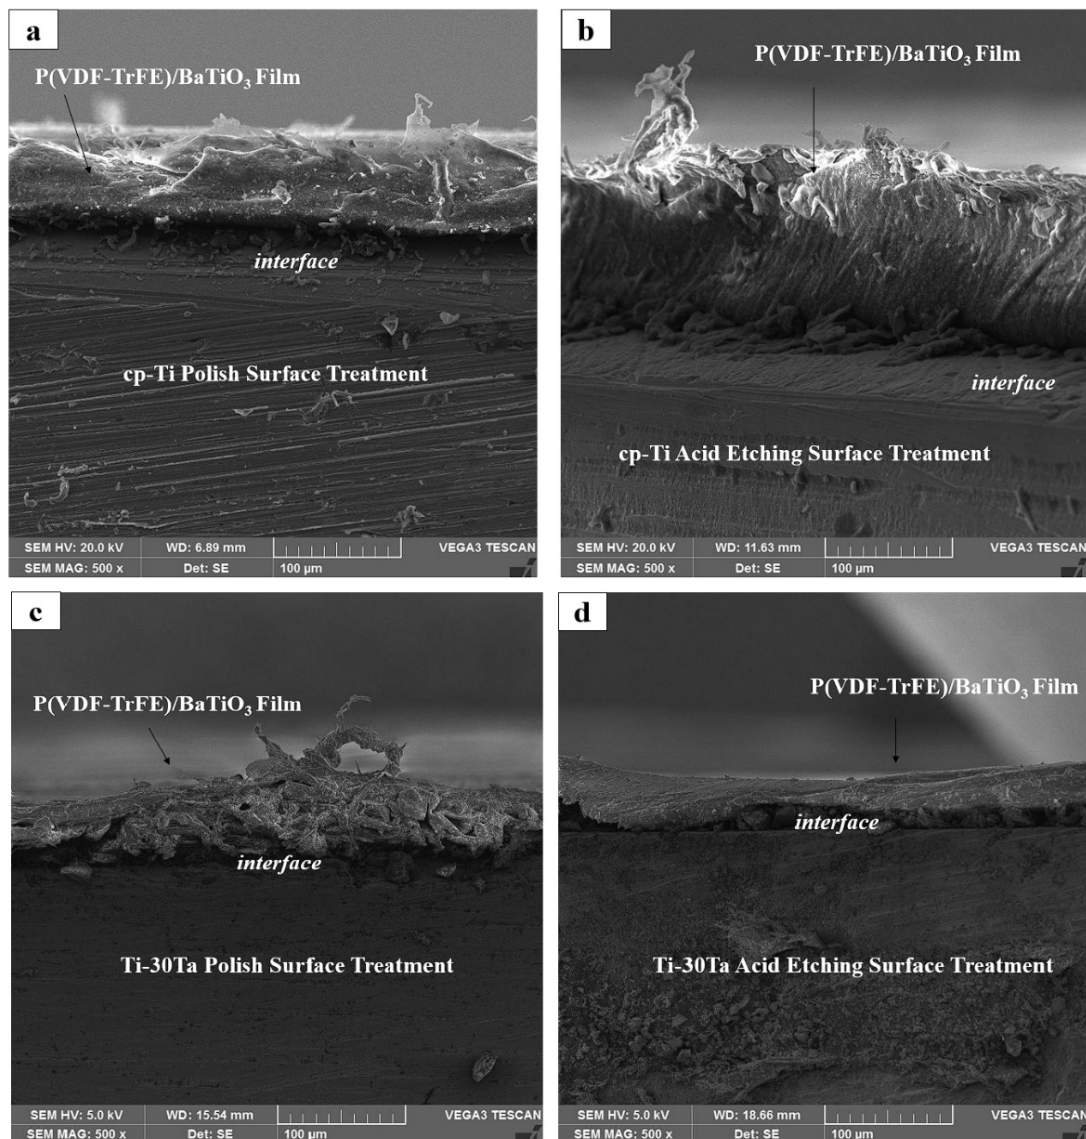 a
P(VDF-TrFE)/BaTiO₃ Film
interface
cp-Ti Polish Surface Treatment
SEM HV: 20.0 kV WD: 6.89 mm VEGA3 TESCAN
SEM MAG: 500 x Det: SE 100 µm
b
P(VDF-TrFE)/BaTiO₃ Film
interface
cp-Ti Acid Etching Surface Treatment
SEM HV: 20.0 kV WD: 11.63 mm VEGA3 TESCAN
SEM MAG: 500 x Det: SE 100 µm
c
P(VDF-TrFE)/BaTiO₃ Film
interface
Ti-30Ta Polish Surface Treatment
SEM HV: 5.0 kV WD: 15.54 mm VEGA3 TESCAN
SEM MAG: 500 x Det: SE 100 µm
d
P(VDF-TrFE)/BaTiO₃ Film
interface
Ti-30Ta Acid Etching Surface Treatment
SEM HV: 5.0 kV WD: 18.66 mm VEGA3 TESCAN
SEM MAG: 500 x Det: SE 100 µm